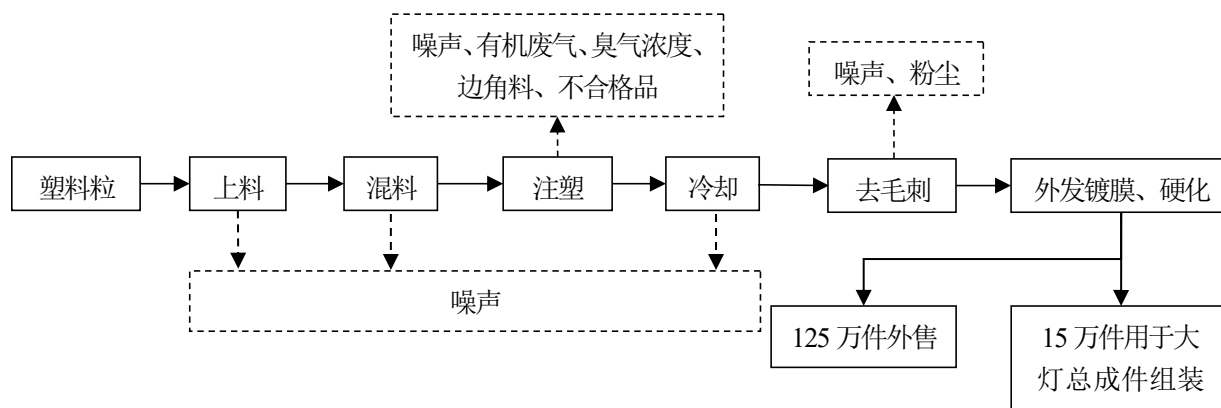 噪声、有机废气、臭气浓度、
边角料、不合格品
噪声、粉尘
塑料粒
上料
混料
注塑
冷却
去毛刺
外发镀膜、硬化
噪声
125 万件外售
15 万件用于大
灯总成件组装